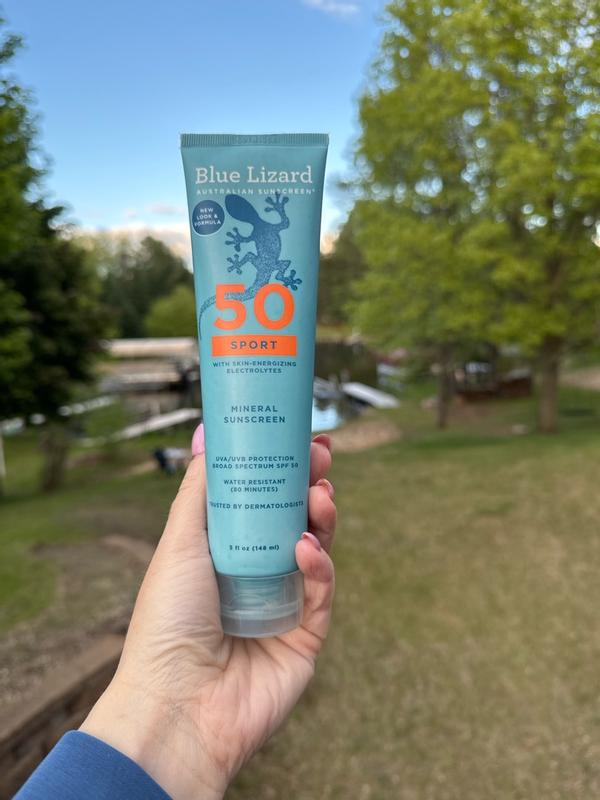 Blue Lizard
AUSTRALIAN SUNSCREEN®
NEW
LOOK &
FORMULA
50
SPORT
WITH SKIN-ENERGIZING
ELECTROLYTES
MINERAL
SUNSCREEN
UVA/UVB PROTECTION
BROAD SPECTRUM SPF 50
WATER RESISTANT
(80 MINUTES)
TRUSTED BY DERMATOLOGISTS
5 fl oz (148 ml)